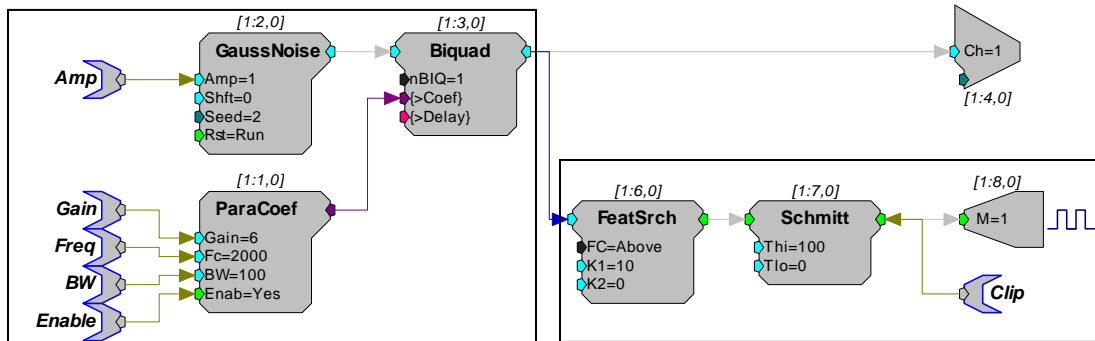 [1:2,0]
GaussNoise
Amp
Amp=1
Shft=0
Seed=2
Rst=Run
[1:3,0]
Biquad
nBIQ=1
{>Coef}
{>Delay}
Ch=1
[1:4,0]
[1:1,0]
ParaCoef
Gain
Freq
BW
Enable
Gain=6
Fc=2000
BW=100
Enab=Yes
[1:6,0]
FeatSrch
FC=Above
K1=10
K2=0
[1:7,0]
Schmitt
Thi=100
Tlo=0
[1:8,0]
M=1
Clip